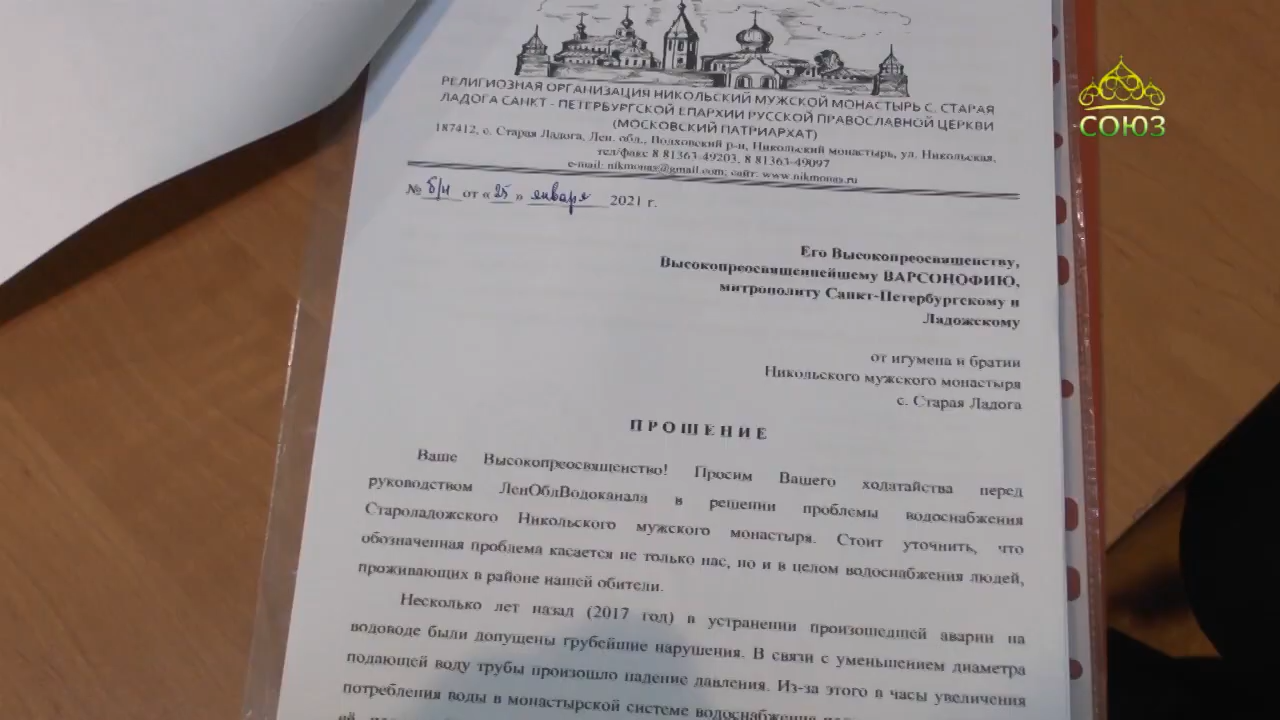 СОЮЗ
РЕЛИГИОЗНАЯ ОРГАНИЗАЦИЯ НИКОЛЬСКИЙ МУЖСКОЙ МОНАСТЫРЬ С. СТАРАЯ
ЛАДОГА САНКТ - ПЕТЕРБУРГСКОЙ ЕПАРХИИ РУССКОЙ ПРАВОСЛАВНОЙ ЦЕРКВИ
(МОСКОВСКИЙ ПАТРИАРХАТ)
187412, с. Старая Ладога, Лен. обл., Волховский р-н, Никольский монастырь, ул. Никольская,
тел/факс 8 81363-49203, 8 81363-49097
e-mail: nikmonas@gmail.com; сайт: www.nikmonas.ru
№ б/н от «25» января 2021 г.
Его Высокопреосвященству,
Высокопреосвященнейшему ВАРСОНОФИЮ,
митрополиту Санкт-Петербургскому и
Ладожскому
от игумена и братии
Никольского мужского монастыря
с. Старая Ладога
ПРОШЕНИЕ
Ваше Высокопреосвященство! Просим Вашего ходатайства перед
руководством ЛенОблВодоканала в решении проблемы водоснабжения
Староладожского Никольского мужского монастыря. Стоит уточнить, что
обозначенная проблема касается не только нас, но и в целом водоснабжения людей,
проживающих в районе нашей обители.
Несколько лет назад (2017 год) в устранении произошедшей аварии на
водоводе были допущены грубейшие нарушения. В связи с уменьшением диаметра
подающей воду трубы произошло падение давления. Из-за этого в часы увеличения
потребления воды в монастырской системе водоснабжения